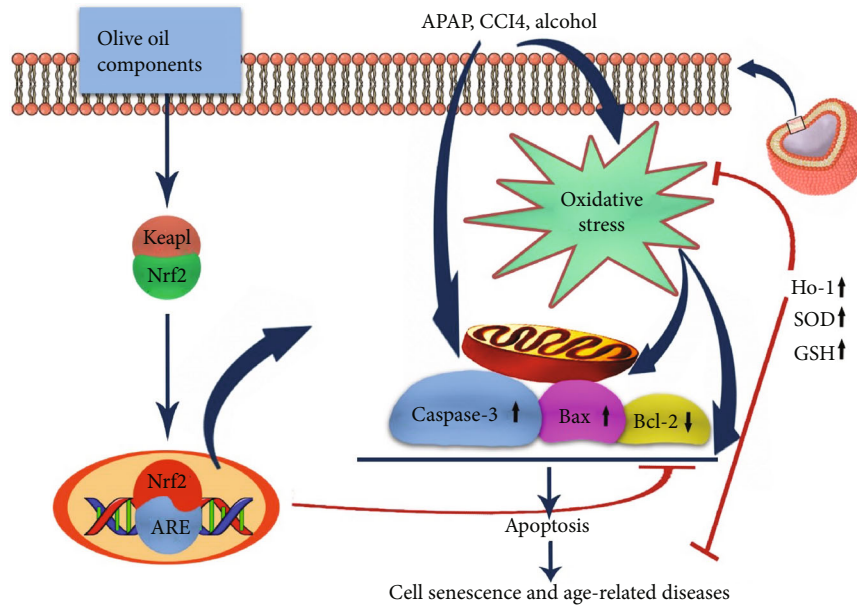 APAP, CCI4, alcohol
Olive oil
components
Oxidative
stress
Keapl
Nrf2
Ho-1
SOD
GSH
Caspase-3
Bax
Bcl-2
Nrf2
ARE
Apoptosis
Cell senescence and age-related diseases